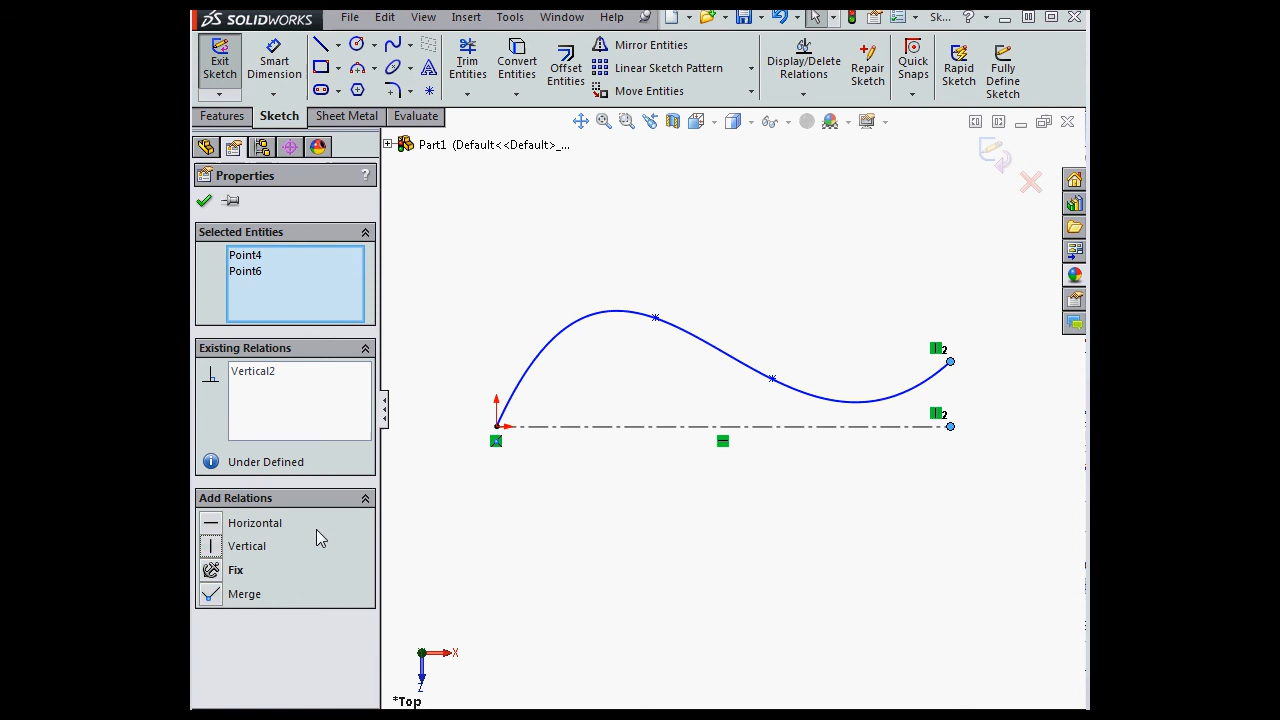 SOLIDWORKS File Edit View Insert Tools Window Help Sk... ?
Exit Sketch
Smart Dimension
Trim Entities
Convert Entities
Offset Entities
Mirror Entities
Linear Sketch Pattern
Move Entities
Display/Delete Relations
Repair Sketch
Quick Snaps
Rapid Sketch
Fully Define Sketch
Features Sketch Sheet Metal Evaluate
Part1 (Default<<Default>_...
Properties ?
Selected Entities
Point4
Point6
Existing Relations
Vertical2
Under Defined
Add Relations
Horizontal
Vertical
Fix
Merge
2
2
X
Z
*Top